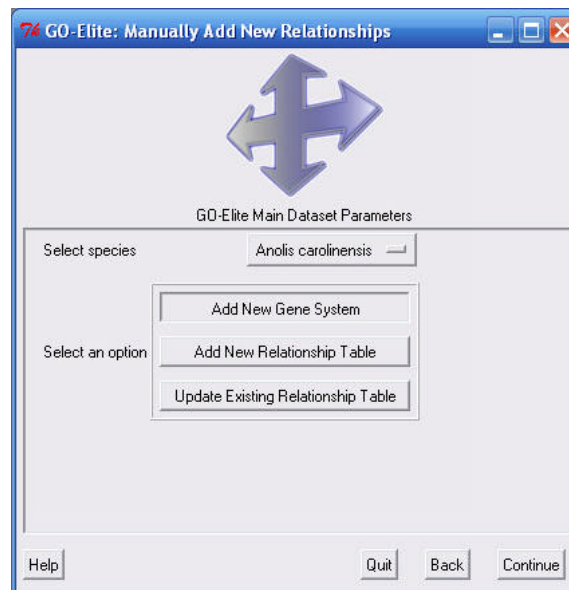 GO-Elite: Manually Add New Relationships
GO-Elite Main Dataset Parameters
Select species
Anolis carolinensis
Add New Gene System
Select an option
Add New Relationship Table
Update Existing Relationship Table
Help
Quit
Back
Continue